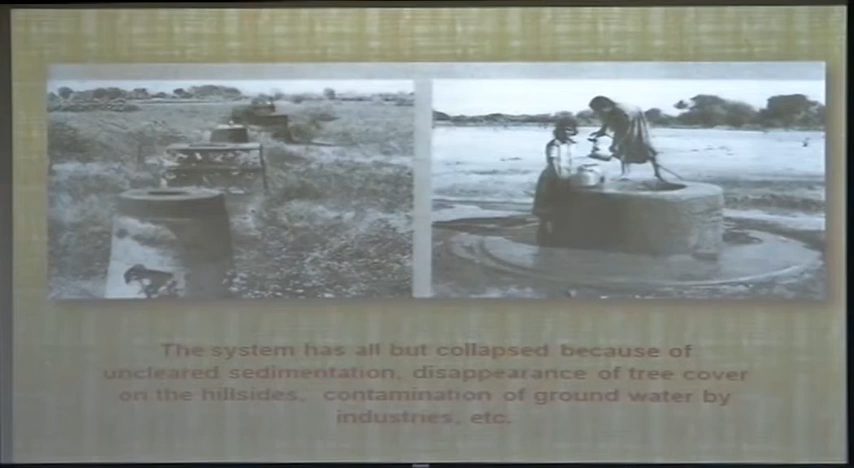 The system has all but collapsed because of
uncleared sedimentation, disappearance of tree cover
on the hillsides, contamination of ground water by
industries, etc.